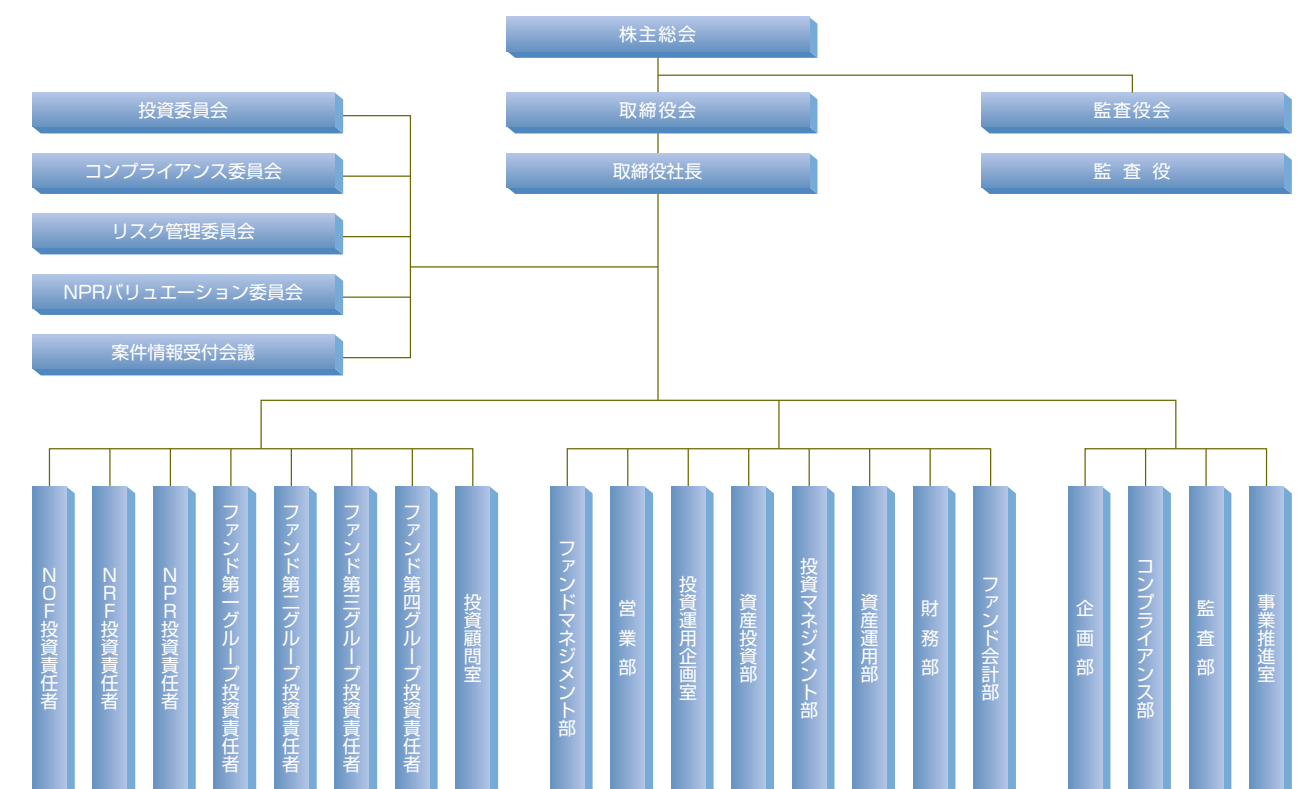 株主総会
投資委員会
取締役会
監査役会
コンプライアンス委員会
取締役社長
監 査 役
リスク管理委員会
NPRバリュエーション委員会
案件情報受付会議
NOF投資責任者
NRF投資責任者
NPR投資責任者
ファンド第一グループ投資責任者
ファンド第二グループ投資責任者
ファンド第三グループ投資責任者
ファンド第四グループ投資責任者
投資顧問室
ファンドマネジメント部
営 業 部
投資運用企画室
資産投資部
投資マネジメント部
資産運用部
財 務 部
ファンド会計部
企 画 部
コンプライアンス部
監 査 部
事業推進室